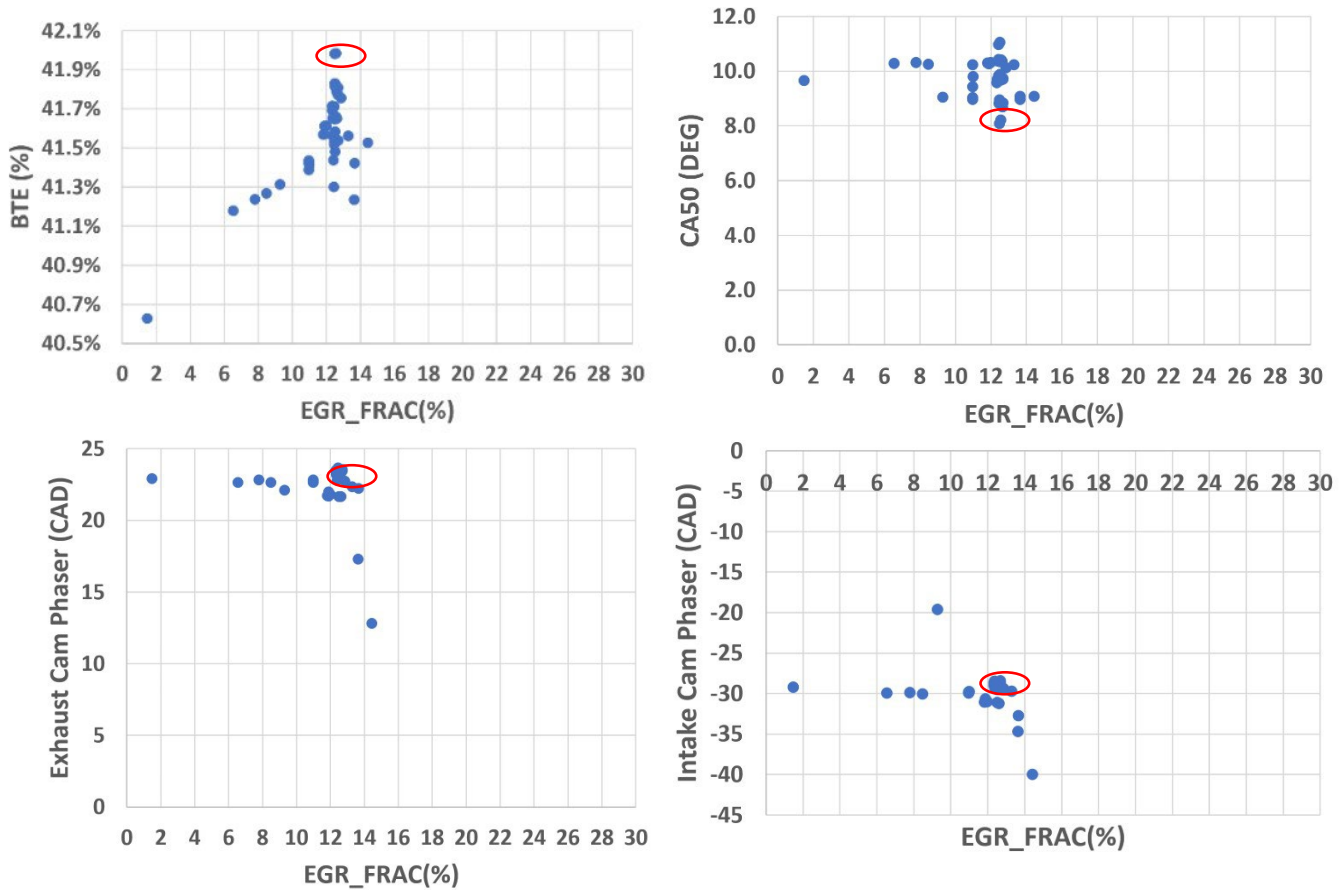 42.1%
41.9%
41.7%
41.5%
41.3%
41.1%
40.9%
40.7%
40.5%
BTE (%)
0 2 4 6 8 10 12 14 16 18 20 22 24 26 28 30
EGR_FRAC(%)
12.0
10.0
8.0
6.0
4.0
2.0
0.0
CA50 (DEG)
0 2 4 6 8 10 12 14 16 18 20 22 24 26 28 30
EGR_FRAC(%)
25
20
15
10
5
0
Exhaust Cam Phaser (CAD)
0 2 4 6 8 10 12 14 16 18 20 22 24 26 28 30
EGR_FRAC(%)
0
-5
-10
-15
-20
-25
-30
-35
-40
-45
Intake Cam Phaser (CAD)
0 2 4 6 8 10 12 14 16 18 20 22 24 26 28 30
EGR_FRAC(%)